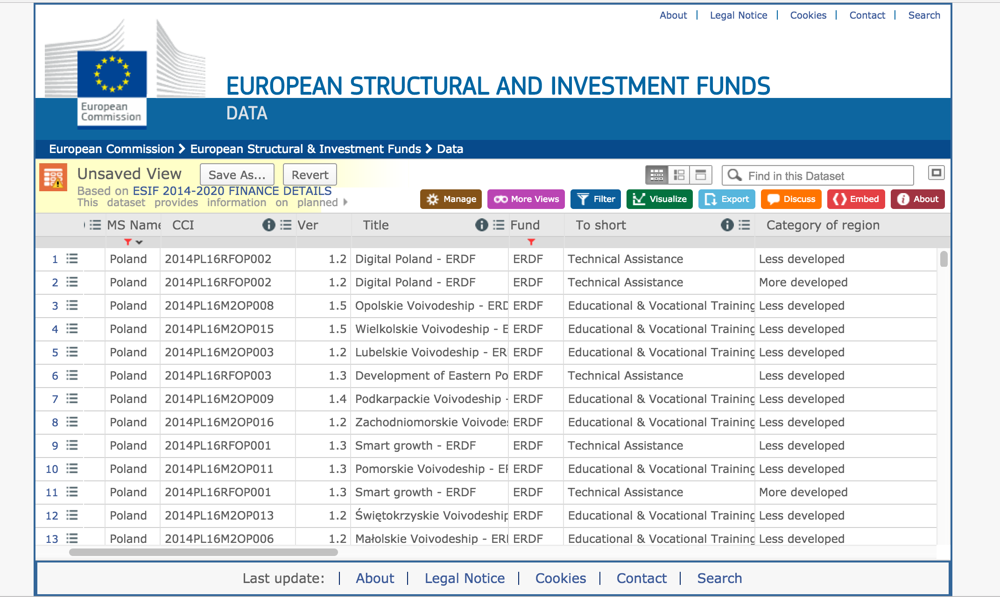 About | Legal Notice | Cookies | Contact | Search
European
Commission
EUROPEAN STRUCTURAL AND INVESTMENT FUNDS
DATA
European Commission > European Structural & Investment Funds > Data
Unsaved View Save As... Revert Find in this Dataset
Based on ESIF 2014-2020 FINANCE DETAILS
This dataset provides information on planned
Manage More Views Filter Visualize Export Discuss Embed About
MS Name CCI Ver Title Fund To short Category of region
1 Poland 2014PL16RFOP002 1.2 Digital Poland - ERDF ERDF Technical Assistance Less developed
2 Poland 2014PL16RFOP002 1.2 Digital Poland - ERDF ERDF Technical Assistance More developed
3 Poland 2014PL16M2OP008 1.5 Opolskie Voivodeship - ERD ERDF Educational & Vocational Training Less developed
4 Poland 2014PL16M2OP015 1.5 Wielkolskie Voivodeship - E ERDF Educational & Vocational Training Less developed
5 Poland 2014PL16M2OP003 1.2 Lubelskie Voivodeship - ER ERDF Educational & Vocational Training Less developed
6 Poland 2014PL16RFOP003 1.3 Development of Eastern Po ERDF Technical Assistance Less developed
7 Poland 2014PL16M2OP009 1.4 Podkarpackie Voivodeship - ERDF Educational & Vocational Training Less developed
8 Poland 2014PL16M2OP016 1.2 Zachodniomorskie Voivodes ERDF Educational & Vocational Training Less developed
9 Poland 2014PL16RFOP001 1.3 Smart growth - ERDF ERDF Technical Assistance Less developed
10 Poland 2014PL16M2OP011 1.3 Pomorskie Voivodeship - ER ERDF Educational & Vocational Training Less developed
11 Poland 2014PL16RFOP001 1.3 Smart growth - ERDF ERDF Technical Assistance More developed
12 Poland 2014PL16M2OP013 1.2 Świętokrzyskie Voivodeship ERDF Educational & Vocational Training Less developed
13 Poland 2014PL16M2OP006 1.2 Małolskie Voivodeship - ER ERDF Educational & Vocational Training Less developed
Last update: | About | Legal Notice | Cookies | Contact | Search